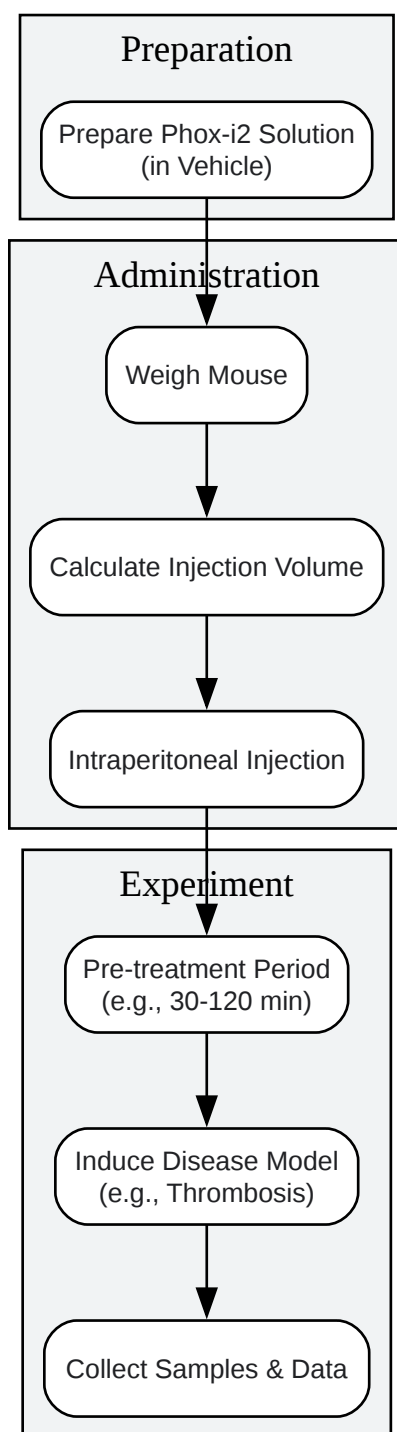 Preparation
Prepare Phox-i2 Solution
(in Vehicle)
Administration
Weigh Mouse
Calculate Injection Volume
Intraperitoneal Injection
Experiment
Pre-treatment Period
(e.g., 30-120 min)
Induce Disease Model
(e.g., Thrombosis)
Collect Samples & Data